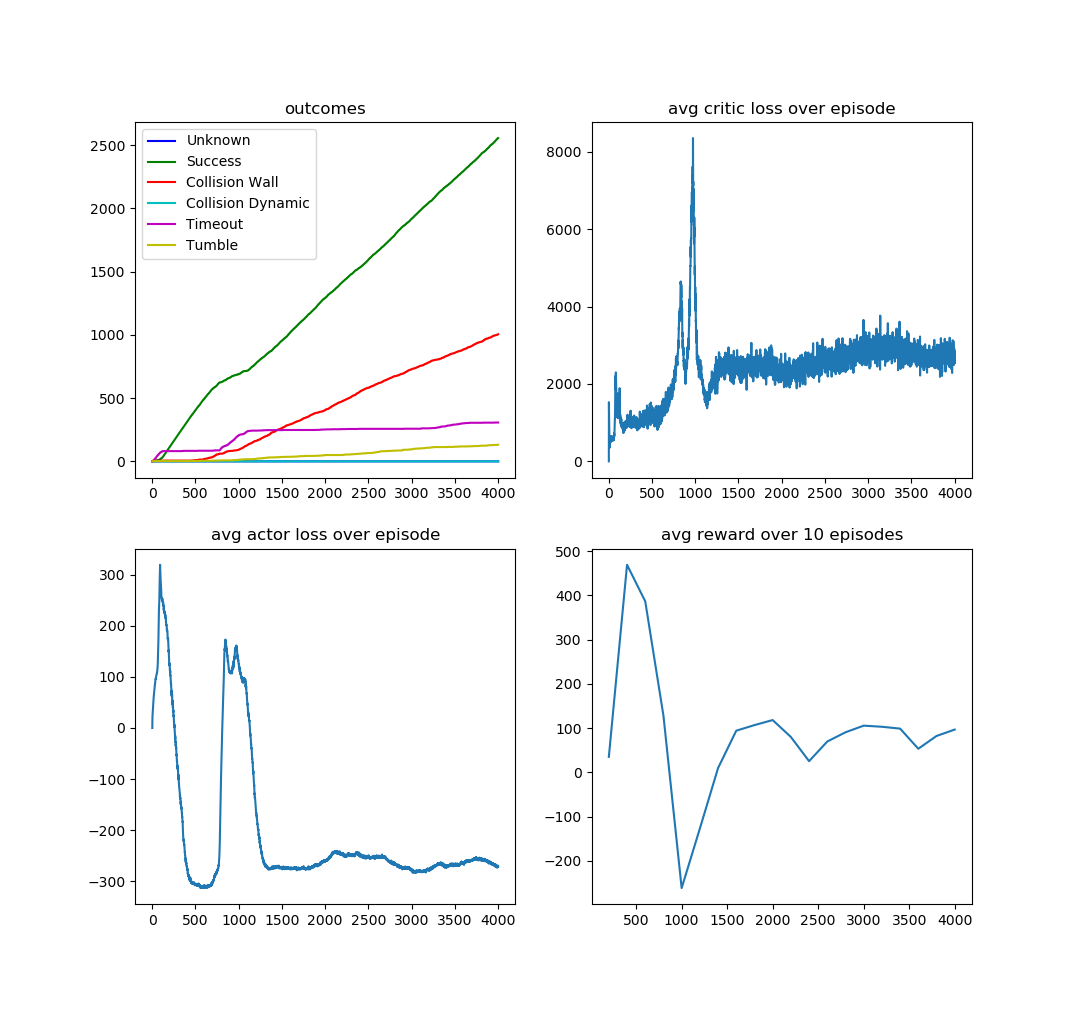 outcomes
2500
2000
1500
1000
500
0
Unknown
Success
Collision Wall
Collision Dynamic
Timeout
Tumble
0 500 1000 1500 2000 2500 3000 3500 4000
avg critic loss over episode
8000
6000
4000
2000
0
0 500 1000 1500 2000 2500 3000 3500 4000
avg actor loss over episode
300
200
100
0
−100
−200
−300
0 500 1000 1500 2000 2500 3000 3500 4000
avg reward over 10 episodes
500
400
300
200
100
0
−100
−200
500 1000 1500 2000 2500 3000 3500 4000